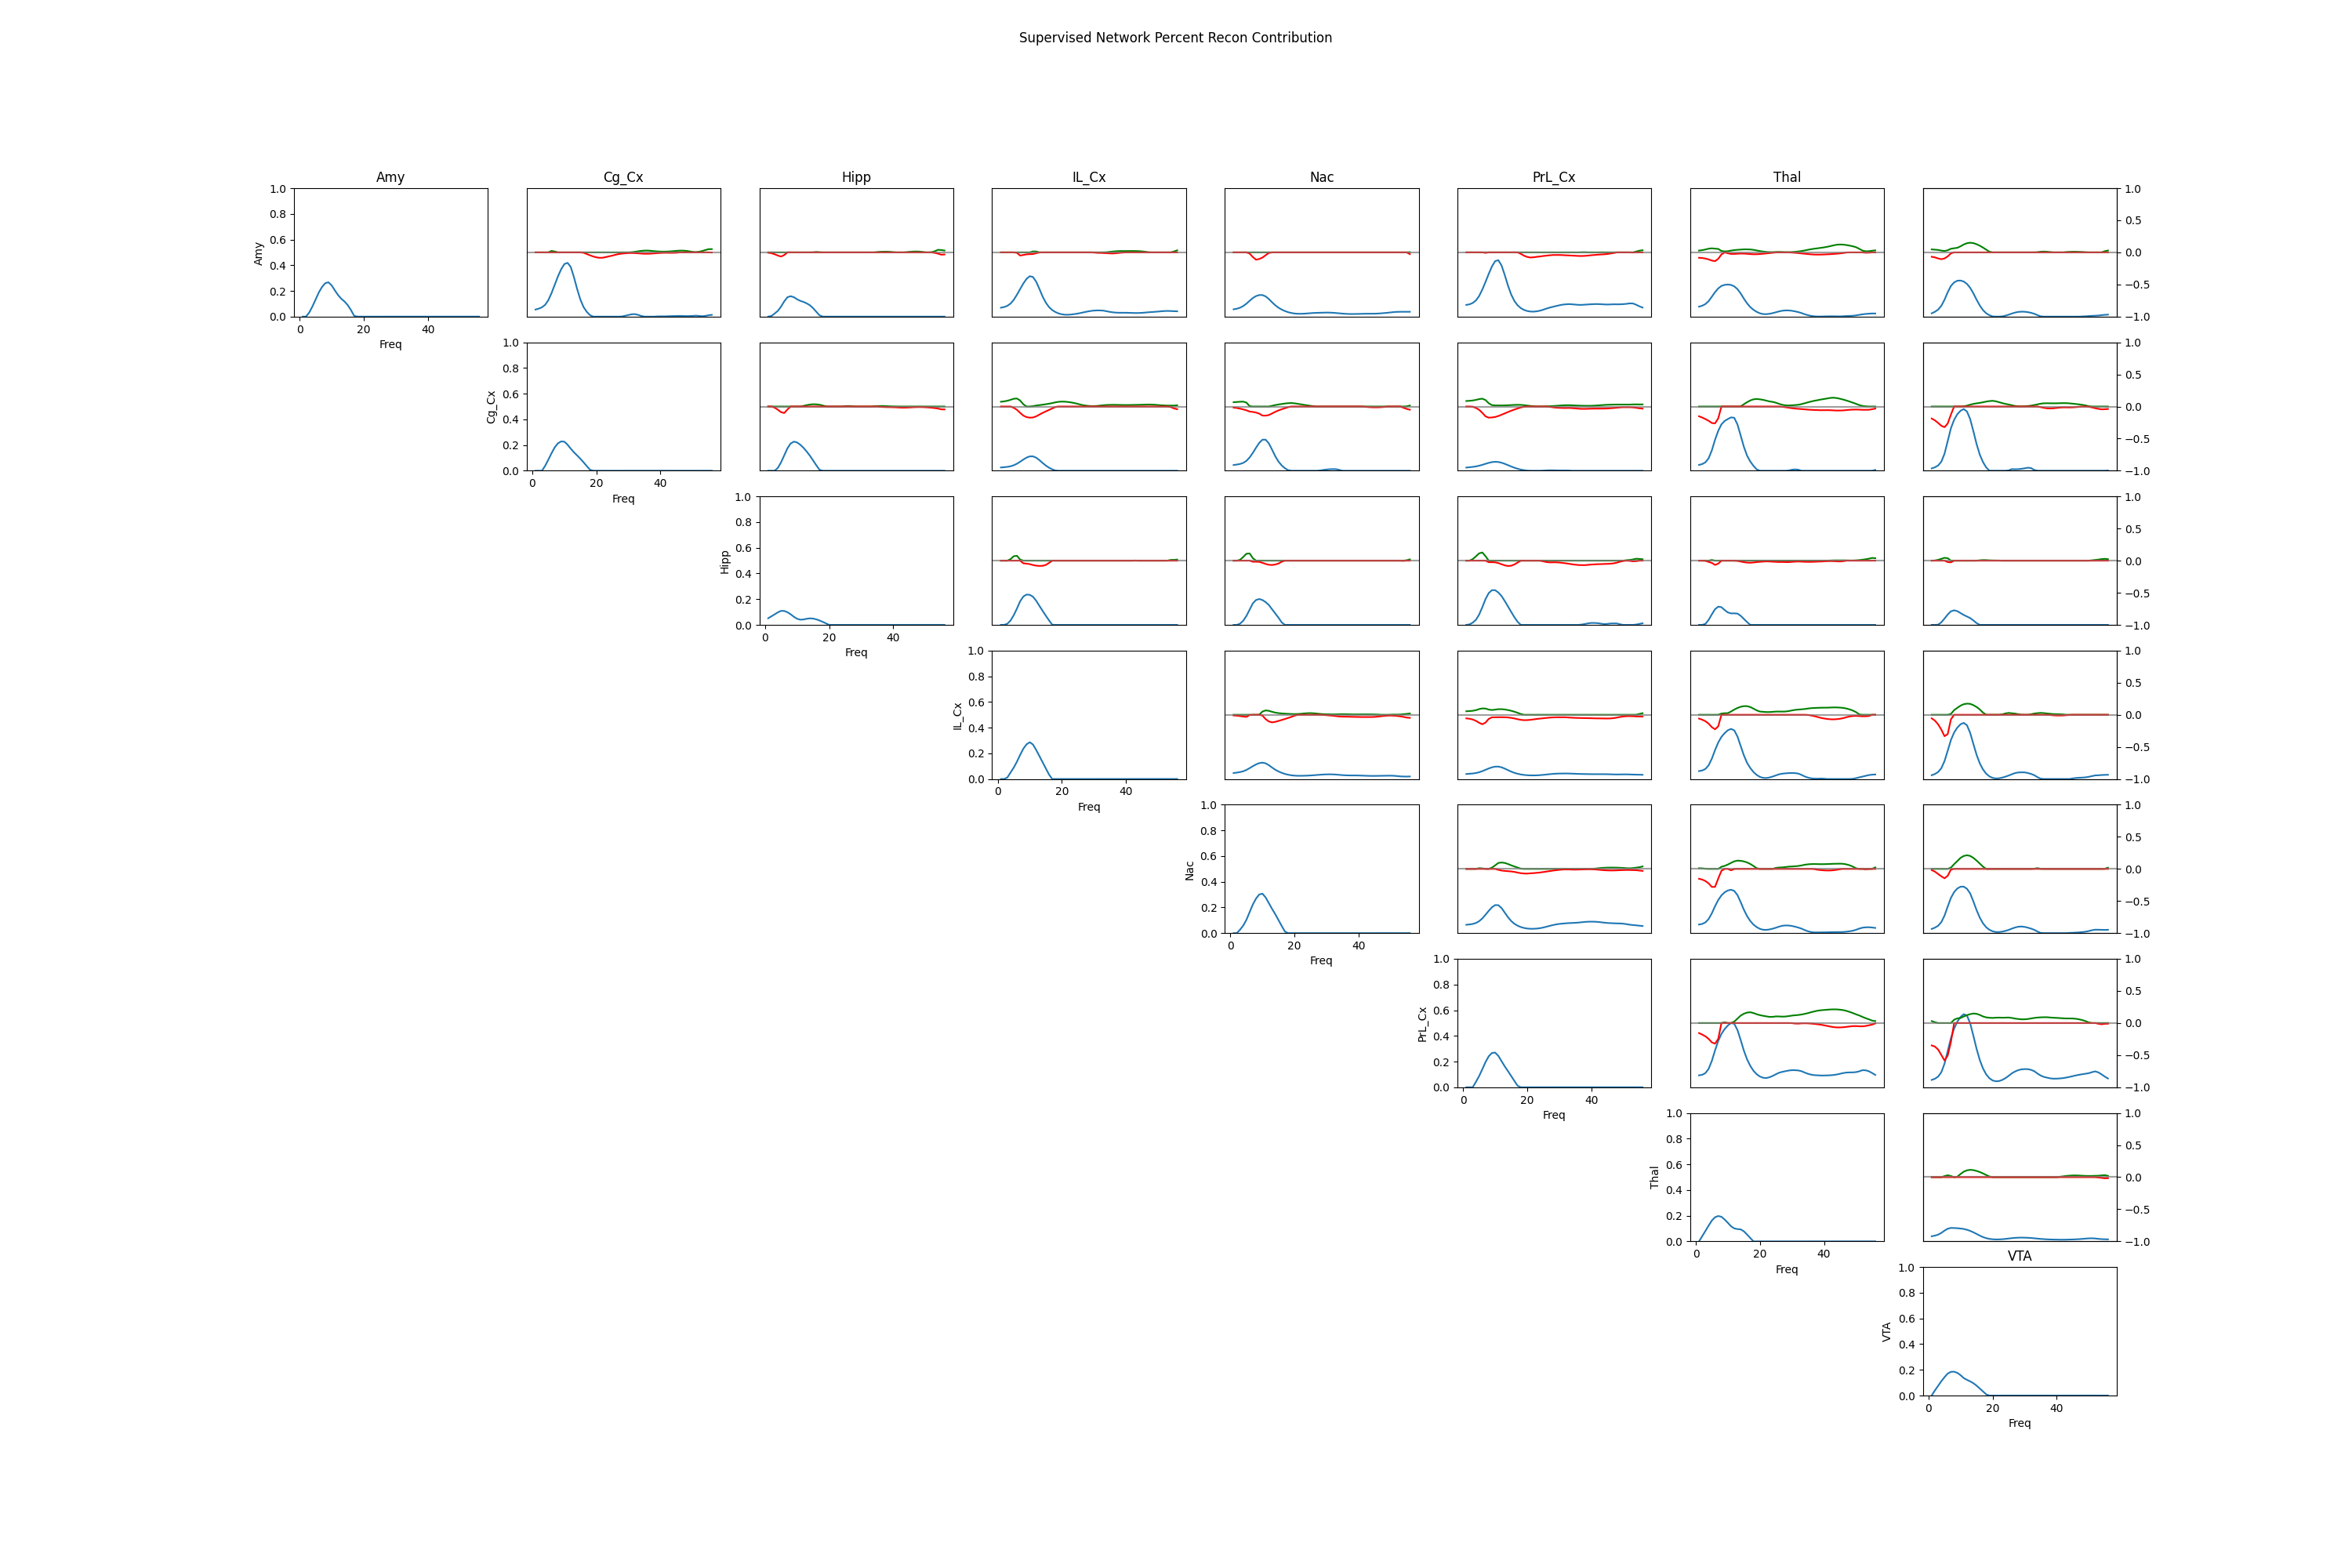 Supervised Network Percent Recon Contribution
Amy Cg_Cx Hipp IL_Cx Nac PrL_Cx Thal
1.0 0.8 0.6 0.4 0.2 0.0
Amy
0 20 40
Freq
1.0 0.5 0.0 −0.5 −1.0
1.0 0.8 0.6 0.4 0.2 0.0
Cg_Cx
0 20 40
Freq
1.0 0.5 0.0 −0.5 −1.0
1.0 0.8 0.6 0.4 0.2 0.0
Hipp
0 20 40
Freq
1.0 0.5 0.0 −0.5 −1.0
1.0 0.8 0.6 0.4 0.2 0.0
IL_Cx
0 20 40
Freq
1.0 0.5 0.0 −0.5 −1.0
1.0 0.8 0.6 0.4 0.2 0.0
Nac
0 20 40
Freq
1.0 0.5 0.0 −0.5 −1.0
1.0 0.8 0.6 0.4 0.2 0.0
PrL_Cx
0 20 40
Freq
1.0 0.5 0.0 −0.5 −1.0
1.0 0.8 0.6 0.4 0.2 0.0
Thal
0 20 40
Freq
1.0 0.5 0.0 −0.5 −1.0
VTA
1.0 0.8 0.6 0.4 0.2 0.0
VTA
0 20 40
Freq